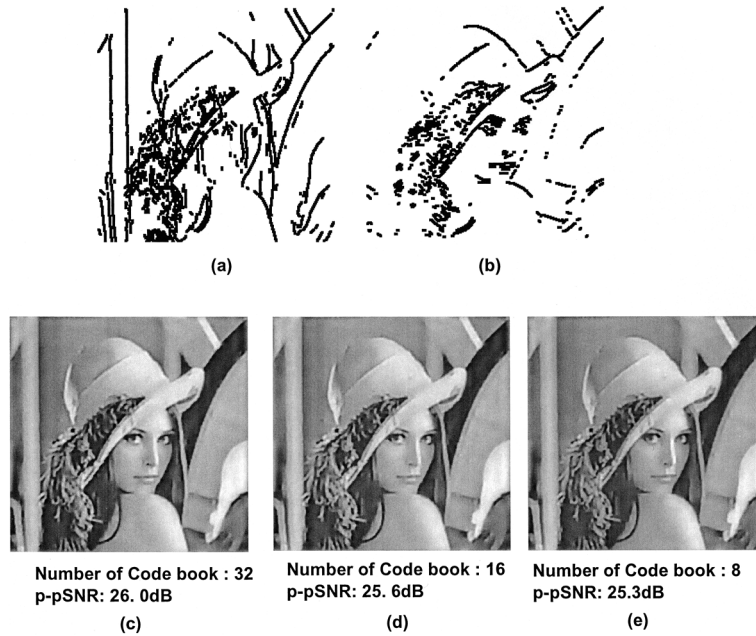 (a)
(b)
Number of Code book : 32
p-pSNR: 26. 0dB
(c)
Number of Code book : 16
p-pSNR: 25. 6dB
(d)
Number of Code book : 8
p-pSNR: 25.3dB
(e)